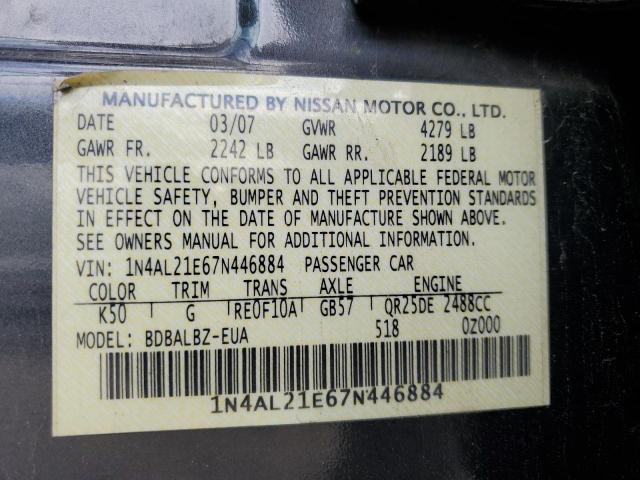 MANUFACTURED BY NISSAN MOTOR CO., LTD.
DATE 03/07 GVWR 4279 LB
GAWR FR. 2242 LB GAWR RR. 2189 LB
THIS VEHICLE CONFORMS TO ALL APPLICABLE FEDERAL MOTOR
VEHICLE SAFETY, BUMPER AND THEFT PREVENTION STANDARDS
IN EFFECT ON THE DATE OF MANUFACTURE SHOWN ABOVE.
SEE OWNERS MANUAL FOR ADDITIONAL INFORMATION.
VIN: 1N4AL21E67N446884 PASSENGER CAR
COLOR TRIM TRANS AXLE ENGINE
K50 G RE0F10A GB57 QR25DE 2488CC
MODEL: BDBALBZ-EUA 518 0Z000
1N4AL21E67N446884